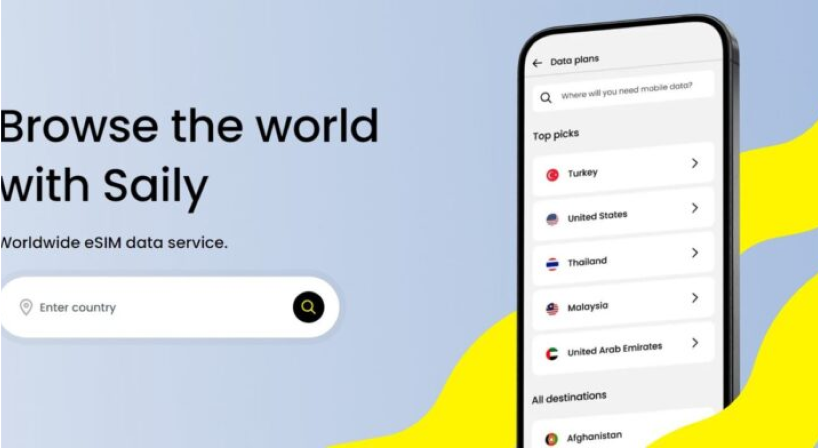 Browse the world
with Saily
Worldwide eSIM data service.
Enter country
Data plans
Where will you need mobile data?
Top picks
Turkey
United States
Thailand
Malaysia
United Arab Emirates
All destinations
Afghanistan